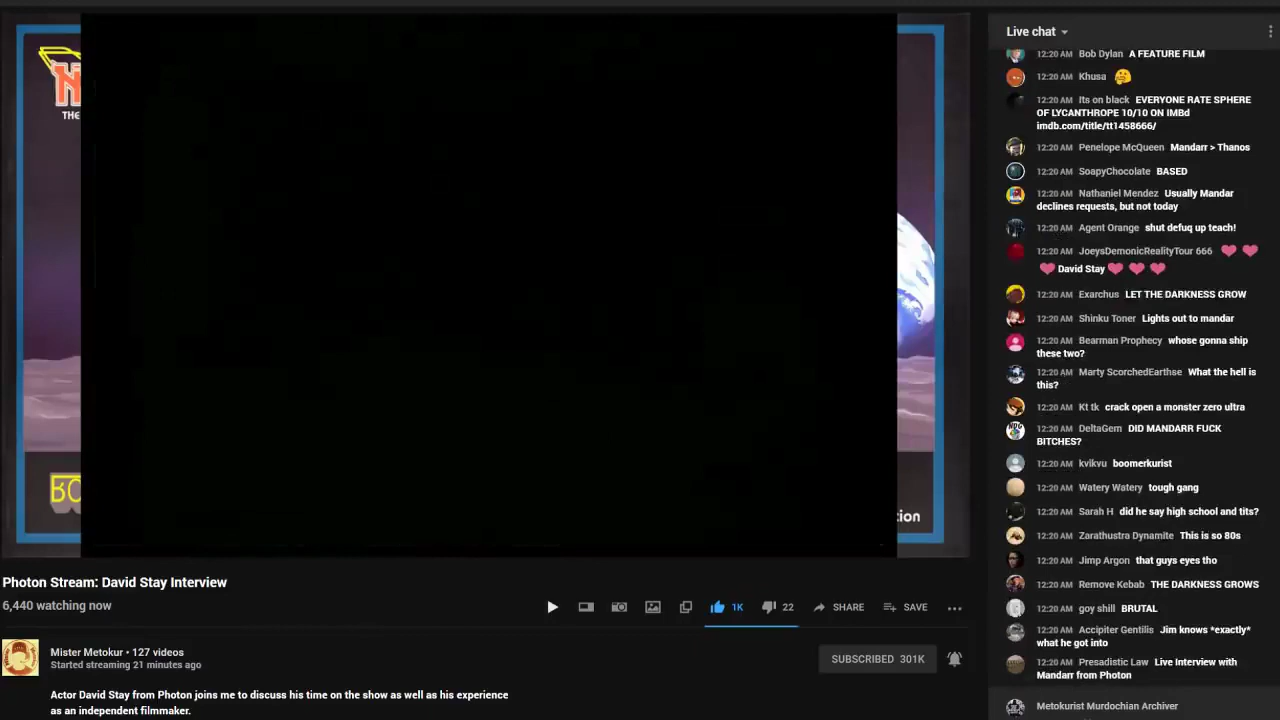 THE
tion
Photon Stream: David Stay Interview
6,440 watching now
1K
22
SHARE
SAVE
Mister Metokur • 127 videos
Started streaming 21 minutes ago
SUBSCRIBED 301K
Actor David Stay from Photon joins me to discuss his time on the show as well as his experience
as an independent filmmaker.
Live chat
12:20 AM Bob Dylan A FEATURE FILM
12:20 AM Khusa 🤔
12:20 AM Its on black EVERYONE RATE SPHERE
OF LYCANTHROPE 10/10 ON IMBd
imdb.com/title/tt1458666/
12:20 AM Penelope McQueen Mandarr > Thanos
12:20 AM SoapyChocolate BASED
12:20 AM Nathaniel Mendez Usually Mandar
declines requests, but not today
12:20 AM Agent Orange shut defuq up teach!
12:20 AM JoeysDemonicRealityTour 666 ❤ ❤
❤ David Stay ❤ ❤ ❤
12:20 AM Exarchus LET THE DARKNESS GROW
12:20 AM Shinku Toner Lights out to mandar
12:20 AM Bearman Prophecy whose gonna ship
these two?
12:20 AM Marty ScorchedEarthse What the hell is
this?
12:20 AM Kt tk crack open a monster zero ultra
12:20 AM DeltaGem DID MANDARR FUCK
BITCHES?
12:20 AM kvikvu boomerkurist
12:20 AM Watery Watery tough gang
12:20 AM Sarah H did he say high school and tits?
12:20 AM Zarathustra Dynamite This is so 80s
12:20 AM Jimp Argon that guys eyes tho
12:20 AM Remove Kebab THE DARKNESS GROWS
12:20 AM goy shill BRUTAL
12:20 AM Accipiter Gentilis Jim knows *exactly*
what he got into
12:20 AM Presadistic Law Live Interview with
Mandarr from Photon
Metokurist Murdochian Archiver